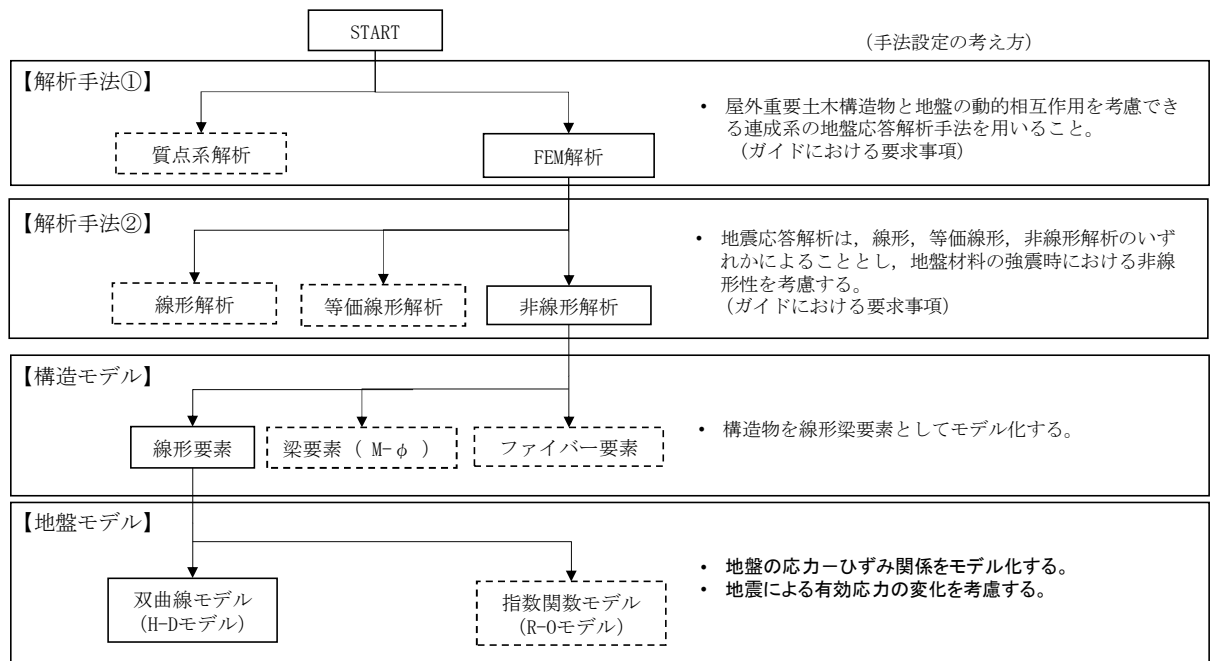 START
(手法設定の考え方)
【解析手法①】
・ 屋外重要土木構造物と地盤の動的相互作用を考慮でき
る連成系の地盤応答解析手法を用いること。
(ガイドにおける要求事項)
質点系解析
FEM解析
【解析手法②】
・ 地震応答解析は，線形，等価線形，非線形解析のいず
れかによることとし，地盤材料の強震時における非線
形性を考慮する。
(ガイドにおける要求事項)
線形解析
等価線形解析
非線形解析
【構造モデル】
・ 構造物を線形梁要素としてモデル化する。
線形要素
梁要素 ( M-φ )
ファイバー要素
【地盤モデル】
・ 地盤の応力－ひずみ関係をモデル化する。
・ 地震による有効応力の変化を考慮する。
双曲線モデル
(H-Dモデル)
指数関数モデル
(R-Oモデル)